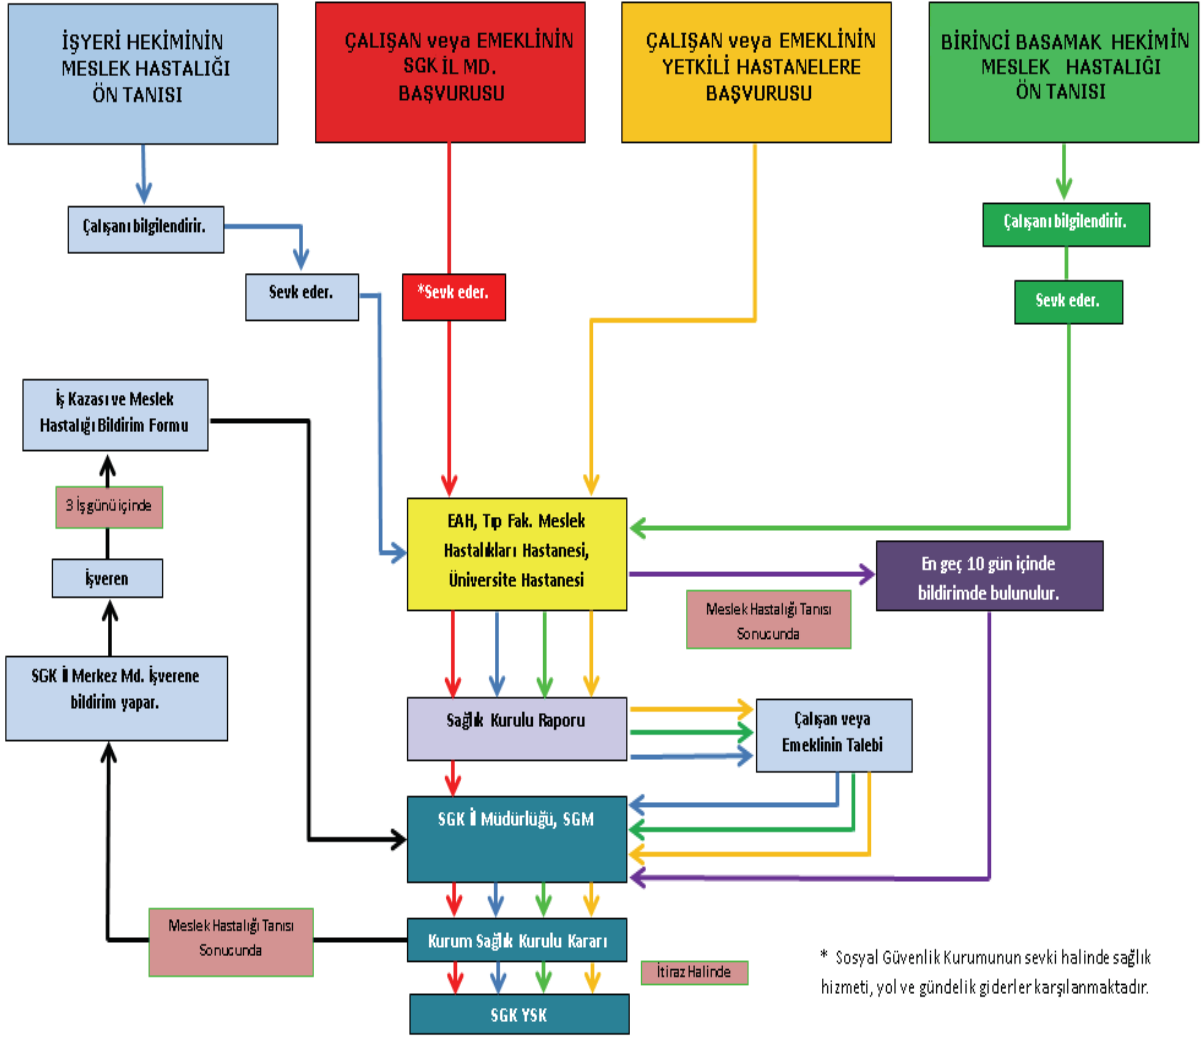 İŞYERİ HEKİMİNİN
MESLEK HASTALIĞI
ÖN TANISI
ÇALIŞAN veya EMEKLİNİN
SGK İL MD.
BAŞVURUSU
ÇALIŞAN veya EMEKLİNİN
YETKİLİ HASTANELERE
BAŞVURUSU
BİRİNCİ BASAMAK HEKİMİN
MESLEK HASTALIĞI
ÖN TANISI
Çalışanı bilgilendirir.
Çalışanı bilgilendirir.
Sevk eder.
*Sevk eder.
Sevk eder.
İş Kazası ve Meslek
Hastalığı Bildirim Formu
3 İş günü içinde
İşveren
SGK İl Merkez Md. İşverene
bildirim yapar.
EAH, Tıp Fak. Meslek
Hastalıkları Hastanesi,
Üniversite Hastanesi
En geç 10 gün içinde
bildirimde bulunulur.
Meslek Hastalığı Tanısı
Sonucunda
Sağlık Kurulu Raporu
Çalışan veya
Emeklinin Talebi
SGK İl Müdürlüğü, SGM
Meslek Hastalığı Tanısı
Sonucunda
Kurum Sağlık Kurulu Kararı
İtiraz Halinde
SGK YSK
* Sosyal Güvenlik Kurumunun sevki halinde sağlık
hizmeti, yol ve gündelik giderler karşılanmaktadır.